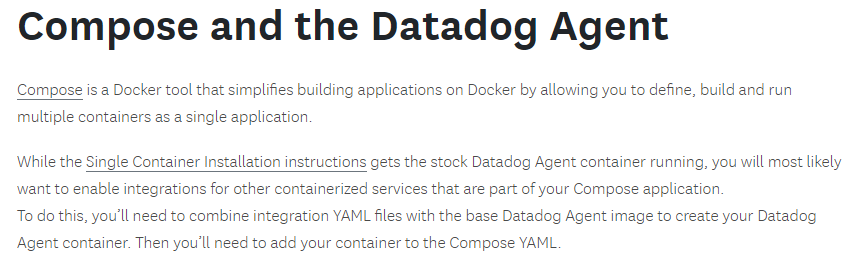 Compose and the Datadog Agent
Compose is a Docker tool that simplifies building applications on Docker by allowing you to define, build and run
multiple containers as a single application.
While the Single Container Installation instructions gets the stock Datadog Agent container running, you will most likely
want to enable integrations for other containerized services that are part of your Compose application.
To do this, you’ll need to combine integration YAML files with the base Datadog Agent image to create your Datadog
Agent container. Then you’ll need to add your container to the Compose YAML.